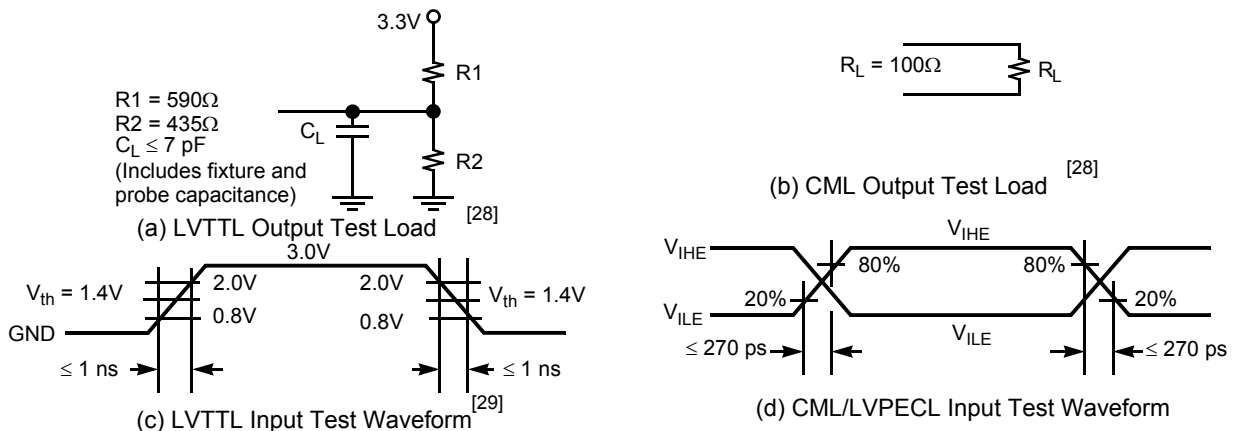 3.3V
R1
R1 = 590Ω
R2 = 435Ω
C_L ≤ 7 pF
(Includes fixture and
probe capacitance)
C_L
R2
(a) LVTTL Output Test Load [28]
R_L = 100Ω
R_L
(b) CML Output Test Load [28]
3.0V
V_th = 1.4V
2.0V
0.8V
2.0V
0.8V
V_th = 1.4V
GND
≤ 1 ns
≤ 1 ns
(c) LVTTL Input Test Waveform [29]
V_IHE
V_IHE
80%
80%
20%
20%
V_ILE
V_ILE
≤ 270 ps
≤ 270 ps
(d) CML/LVPECL Input Test Waveform